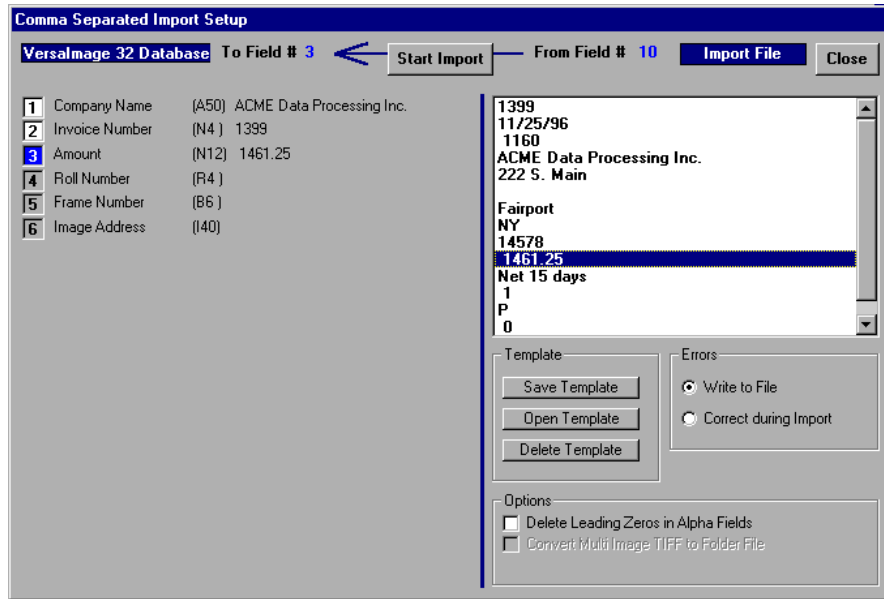 Comma Separated Import Setup
VersaImage 32 Database To Field # 3 Start Import From Field # 10 Import File Close
1 Company Name (A50) ACME Data Processing Inc.
2 Invoice Number (N4 ) 1399
3 Amount (N12) 1461.25
4 Roll Number (R4 )
5 Frame Number (B6 )
6 Image Address (I40)
1399
11/25/96
1160
ACME Data Processing Inc.
222 S. Main
Fairport
NY
14578
1461.25
Net 15 days
1
P
0
Template
Save Template
Open Template
Delete Template
Errors
Write to File
Correct during Import
Options
Delete Leading Zeros in Alpha Fields
Convert Multi Image TIFF to Folder File